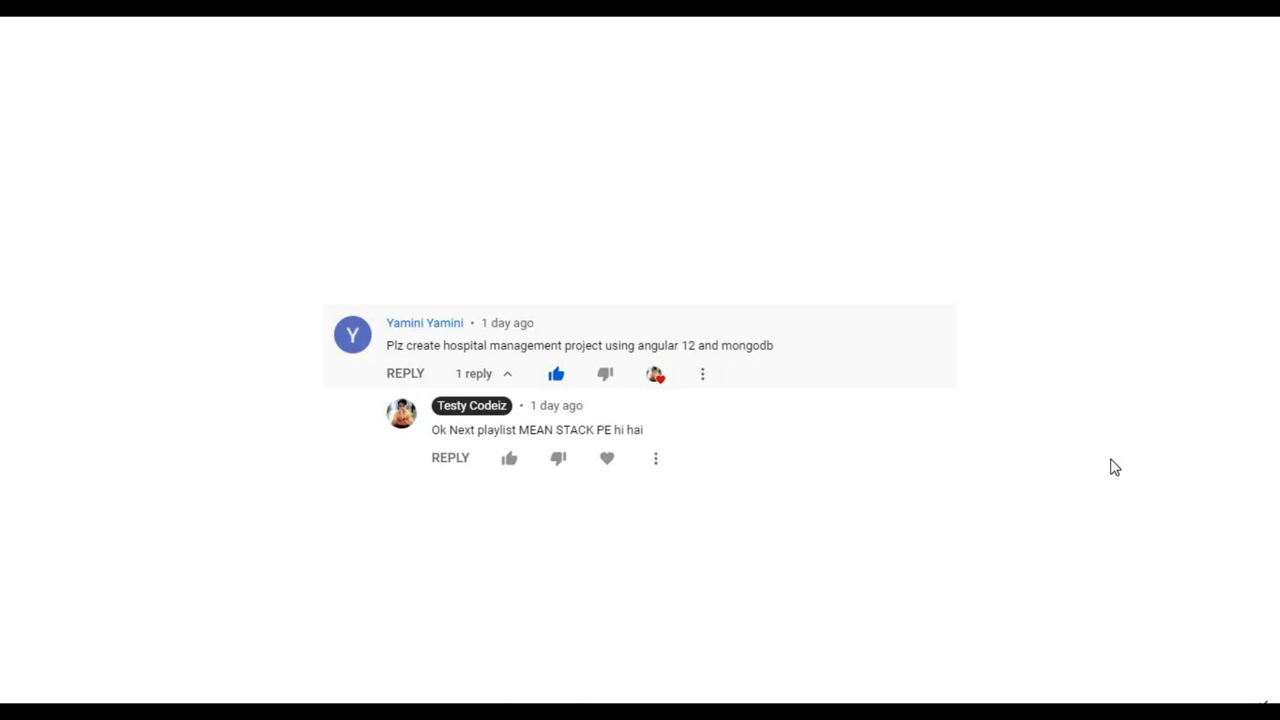 Y
Yamini Yamini • 1 day ago
Plz create hospital management project using angular 12 and mongodb
REPLY 1 reply
Testy Codeiz • 1 day ago
Ok Next playlist MEAN STACK PE hi hai
REPLY